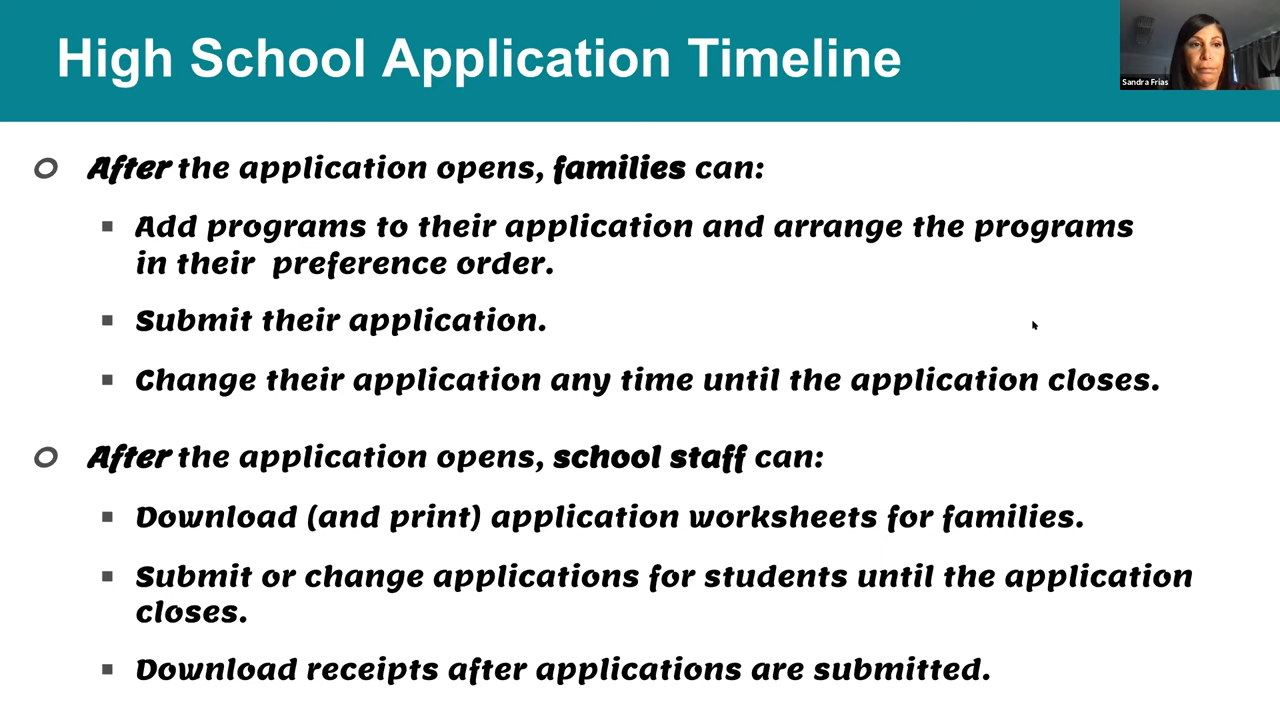 High School Application Timeline
Sandra Frias
After the application opens, families can:
Add programs to their application and arrange the programs
in their preference order.
Submit their application.
Change their application any time until the application closes.
After the application opens, school staff can:
Download (and print) application worksheets for families.
Submit or change applications for students until the application
closes.
Download receipts after applications are submitted.